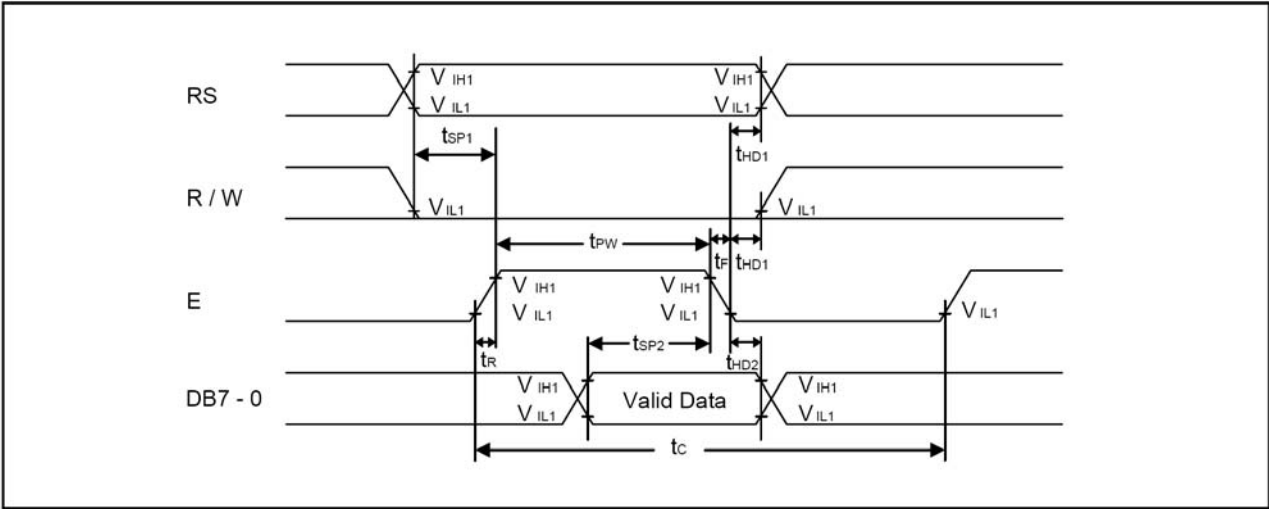 RS
V IH1
V IH1
V IL1
V IL1
tSP1
tHD1
R / W
V IL1
V IL1
tPW
tF
tHD1
E
V IH1
V IH1
V IL1
V IL1
V IL1
tR
tSP2
tHD2
DB7 - 0
V IH1
V IL1
Valid Data
V IH1
V IL1
tC